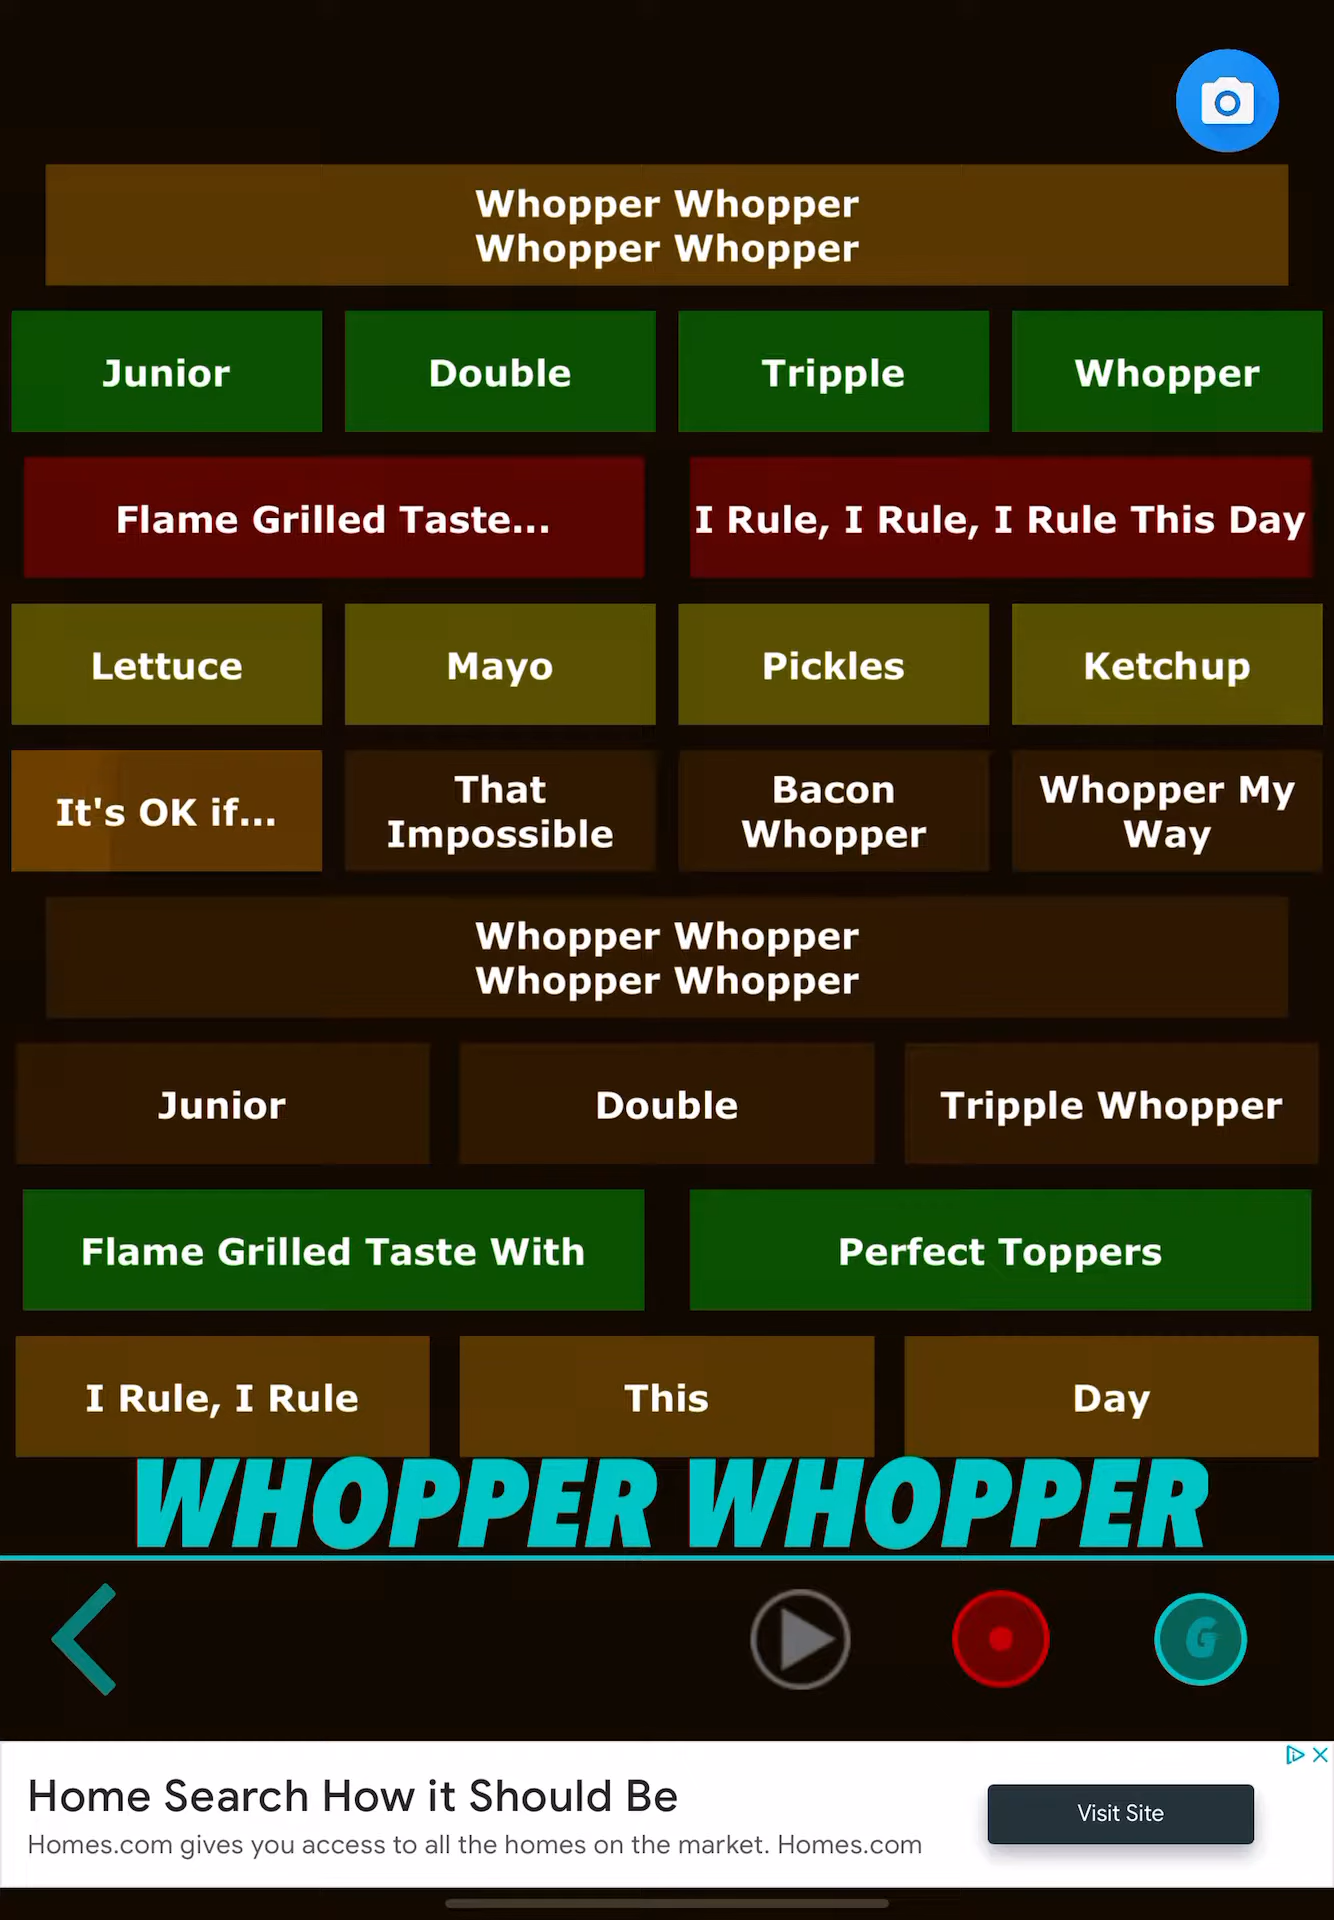 Whopper Whopper
Whopper Whopper
Junior
Double
Tripple
Whopper
Flame Grilled Taste...
I Rule, I Rule, I Rule This Day
Lettuce
Mayo
Pickles
Ketchup
It's OK if...
That
Impossible
Bacon
Whopper
Whopper My
Way
Whopper Whopper
Whopper Whopper
Junior
Double
Tripple Whopper
Flame Grilled Taste With
Perfect Toppers
I Rule, I Rule
This
Day
WHOPPER WHOPPER
G
Home Search How it Should Be
Homes.com gives you access to all the homes on the market. Homes.com
Visit Site